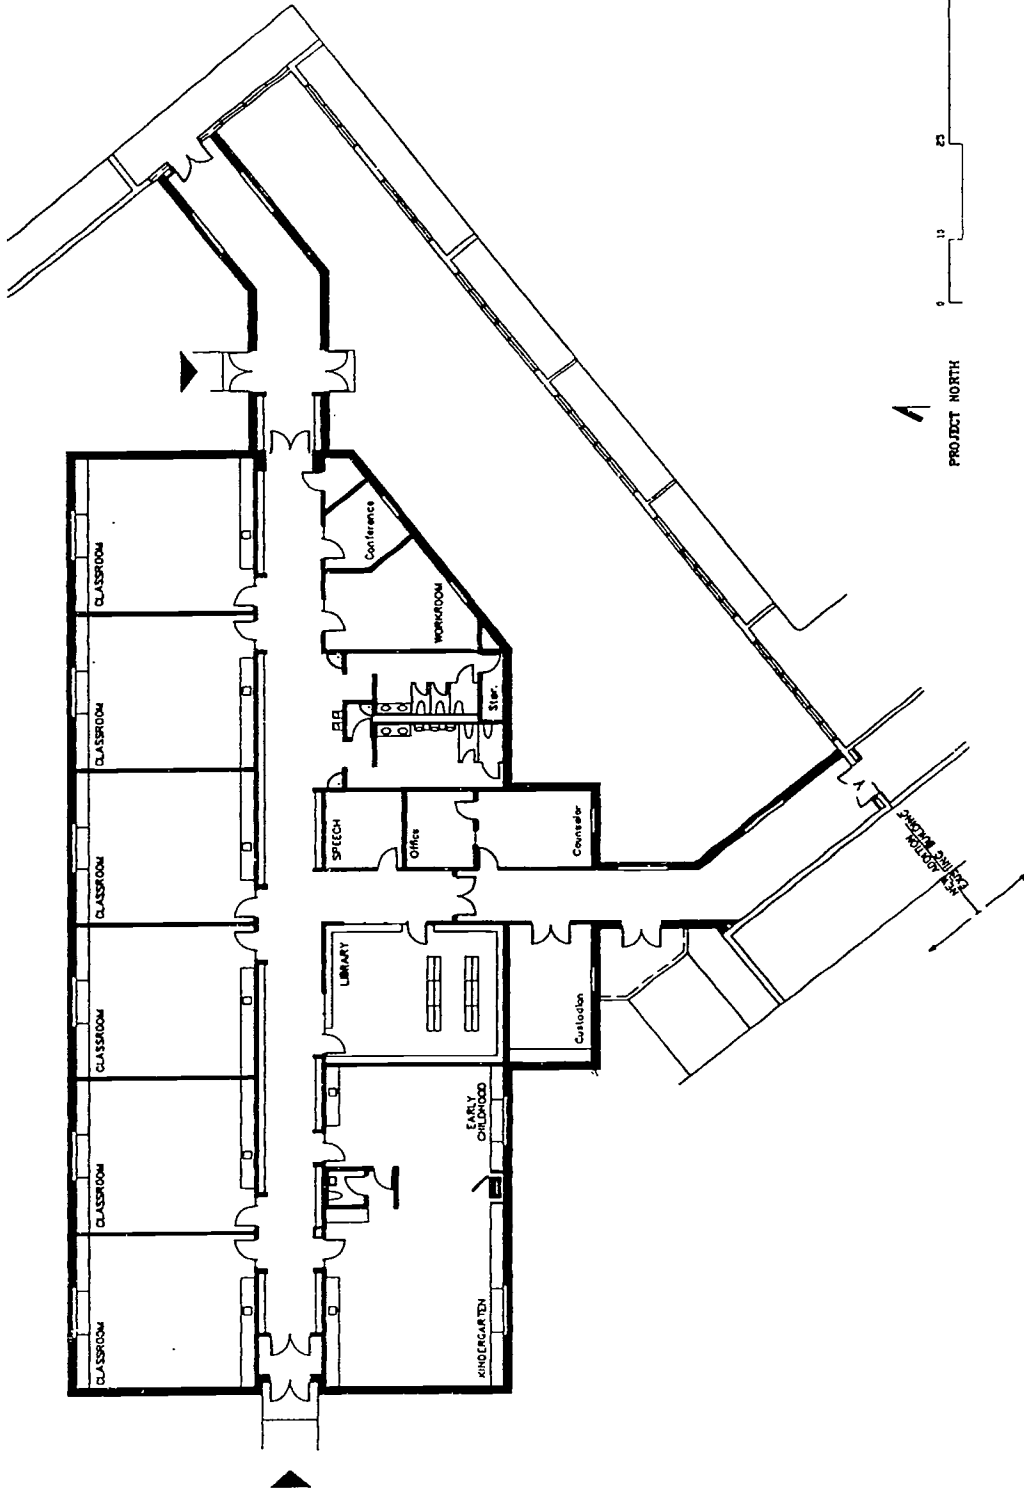 CLASSROOM
CLASSROOM
CLASSROOM
CLASSROOM
CLASSROOM
CLASSROOM
Conference
WORKROOM
Stor.
SPEECH
Office
Counselor
LIBRARY
Custodian
EARLY
CHILDHOOD
KINDERGARTEN
NEW ADDITION
EXISTING BUILDING
PROJECT NORTH
0
10
25